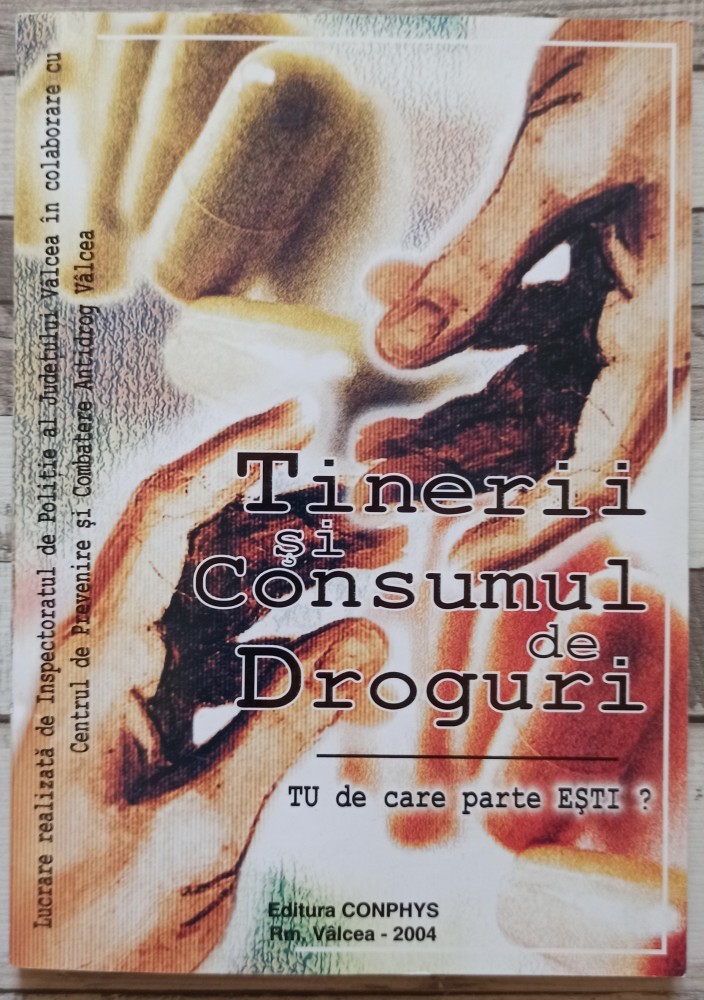 Lucrare realizată de Inspectoratul de Poliție al Județului Vâlcea în colaborare cu
Centrul de Prevenire şi Combatere Antidrog Vâlcea
Tinerii
şi
Consumul
de
Droguri
TU de care parte EŞTI ?
Editura CONPHYS
Rm. Vâlcea - 2004